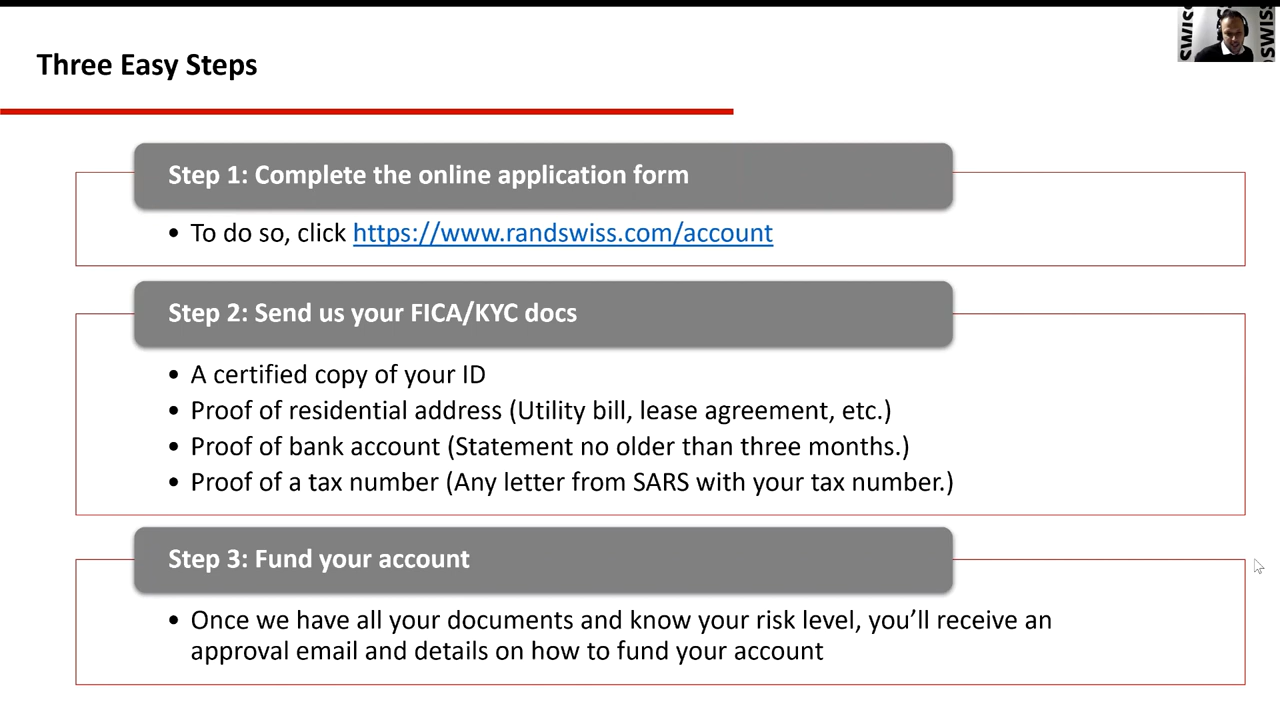 Three Easy Steps
SWISS
SWISS
Step 1: Complete the online application form
• To do so, click https://www.randswiss.com/account
Step 2: Send us your FICA/KYC docs
• A certified copy of your ID
• Proof of residential address (Utility bill, lease agreement, etc.)
• Proof of bank account (Statement no older than three months.)
• Proof of a tax number (Any letter from SARS with your tax number.)
Step 3: Fund your account
• Once we have all your documents and know your risk level, you’ll receive an
approval email and details on how to fund your account